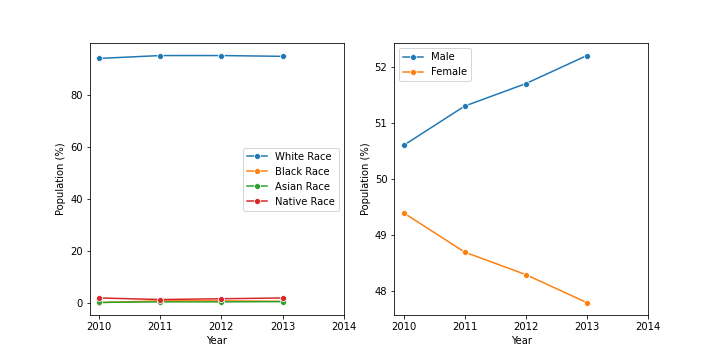 80
60
40
20
0
Population (%)
2010 2011 2012 2013 2014
Year
White Race
Black Race
Asian Race
Native Race
52
51
50
49
48
Population (%)
2010 2011 2012 2013 2014
Year
Male
Female